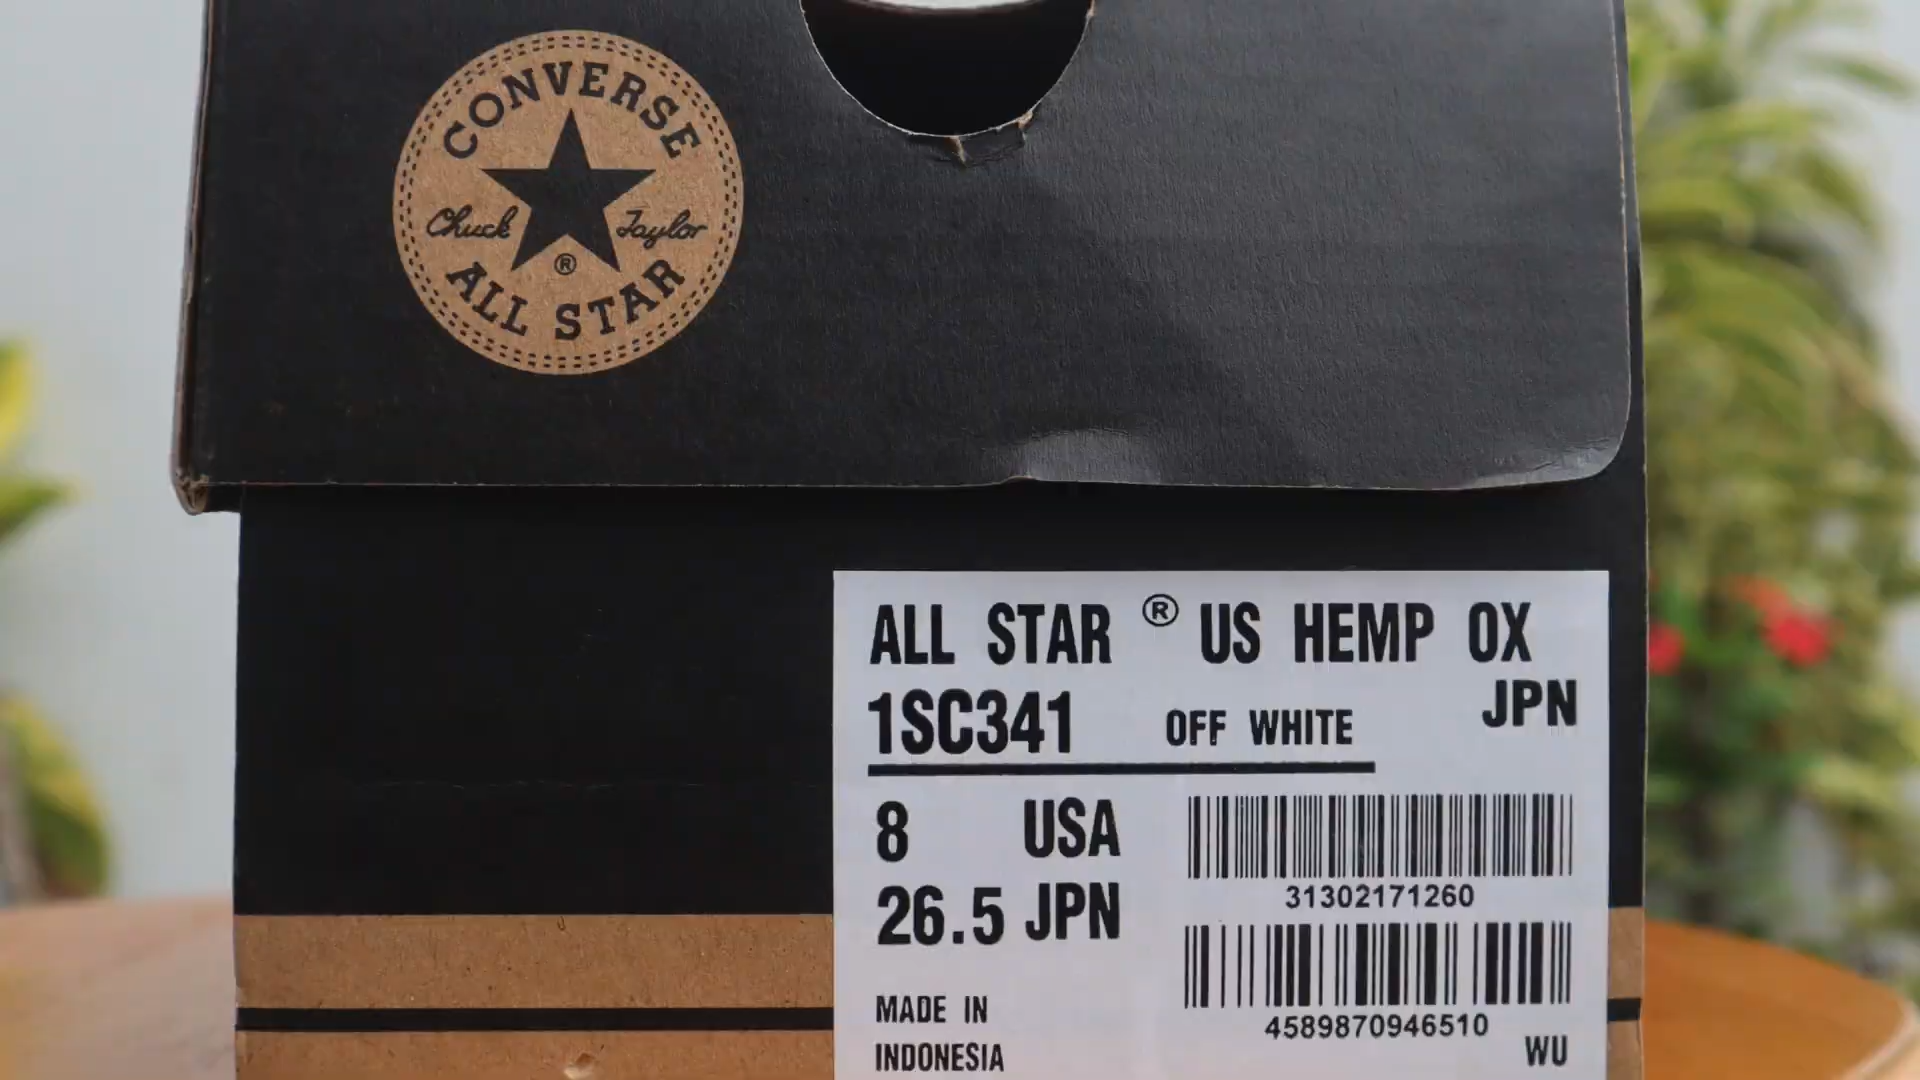 CONVERSE
Chuck Taylor
®
ALL STAR
ALL STAR ® US HEMP OX
1SC341 OFF WHITE JPN
8 USA
26.5 JPN
31302171260
4589870946510
MADE IN
INDONESIA
WU